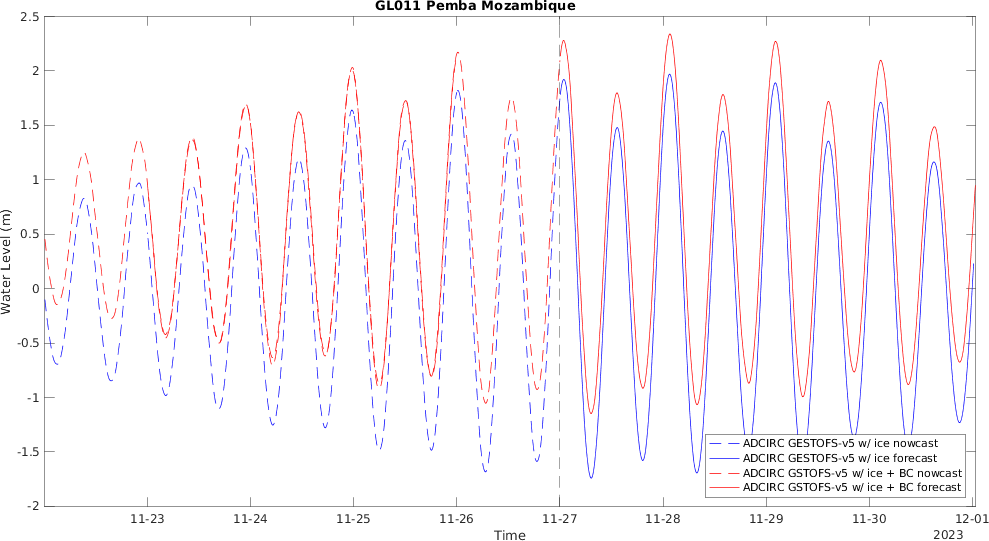 GL011 Pemba Mozambique
Water Level (m)
2.5
2
1.5
1
0.5
0
-0.5
-1
-1.5
-2
ADCIRC GESTOFS-v5 w/ ice nowcast
ADCIRC GESTOFS-v5 w/ ice forecast
ADCIRC GSTOFS-v5 w/ ice + BC nowcast
ADCIRC GSTOFS-v5 w/ ice + BC forecast
11-23 11-24 11-25 11-26 11-27 11-28 11-29 11-30 12-01
Time
2023